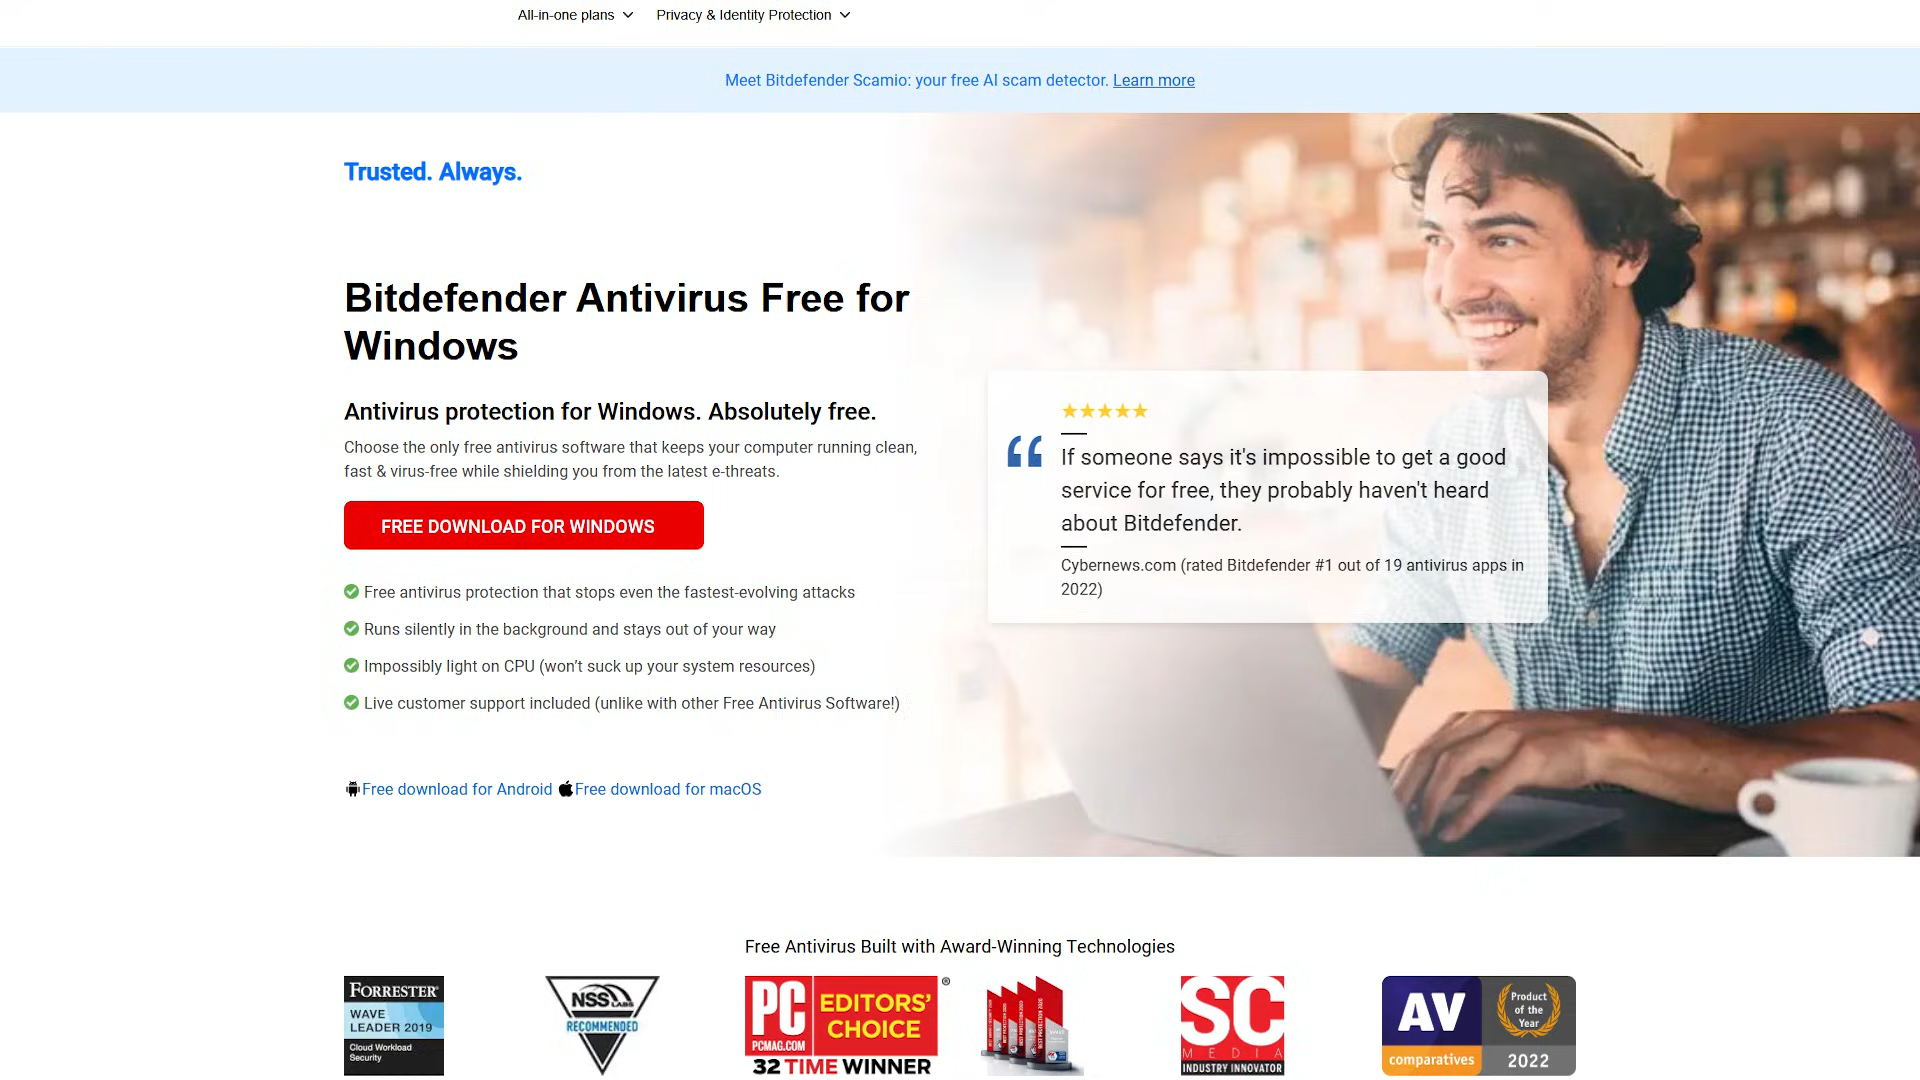 All-in-one plans
Privacy & Identity Protection
Meet Bitdefender Scamio: your free AI scam detector. Learn more
Trusted. Always.
Bitdefender Antivirus Free for
Windows
Antivirus protection for Windows. Absolutely free.
Choose the only free antivirus software that keeps your computer running clean,
fast & virus-free while shielding you from the latest e-threats.
FREE DOWNLOAD FOR WINDOWS
Free antivirus protection that stops even the fastest-evolving attacks
Runs silently in the background and stays out of your way
Impossibly light on CPU (won’t suck up your system resources)
Live customer support included (unlike with other Free Antivirus Software!)
Free download for Android
Free download for macOS
“
If someone says it's impossible to get a good
service for free, they probably haven't heard
about Bitdefender.
Cybernews.com (rated Bitdefender #1 out of 19 antivirus apps in
2022)
Free Antivirus Built with Award-Winning Technologies
FORRESTER®
WAVE
LEADER 2019
Cloud Workload
Security
NSS LABS
RECOMMENDED
PC
PCMAG.COM
EDITORS’
CHOICE
®
32 TIME WINNER
BEST PROTECTION 2020
SC
MEDIA
INDUSTRY INNOVATOR
AV
comparatives
Product
of the
Year
2022